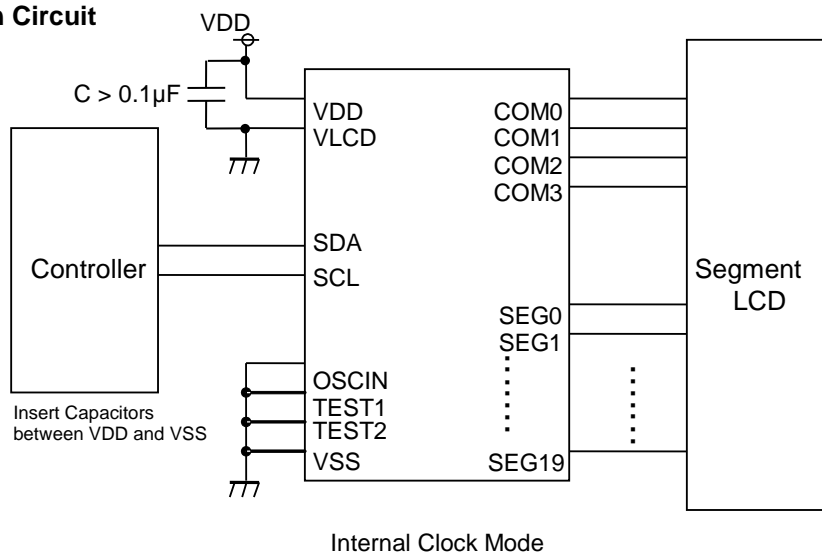 n Circuit
VDD
C > 0.1µF
VDD
VLCD
COM0
COM1
COM2
COM3
SDA
SCL
Controller
Segment
LCD
SEG0
SEG1
OSCIN
TEST1
TEST2
VSS
SEG19
Insert Capacitors
between VDD and VSS
Internal Clock Mode